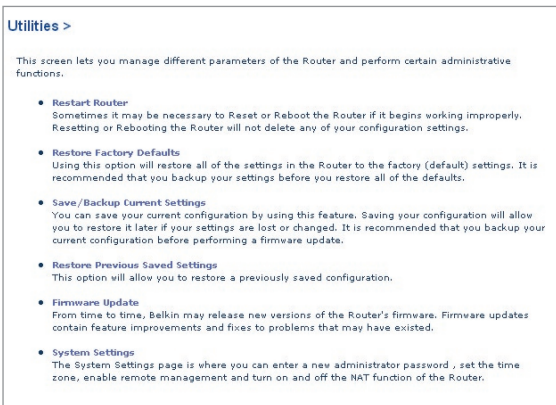 Utilities >
This screen lets you manage different parameters of the Router and perform certain administrative
functions.
• Restart Router
Sometimes it may be necessary to Reset or Reboot the Router if it begins working improperly.
Resetting or Rebooting the Router will not delete any of your configuration settings.
• Restore Factory Defaults
Using this option will restore all of the settings in the Router to the factory (default) settings. It is
recommended that you backup your settings before you restore all of the defaults.
• Save/Backup Current Settings
You can save your current configuration by using this feature. Saving your configuration will allow
you to restore it later if your settings are lost or changed. It is recommended that you backup your
current configuration before performing a firmware update.
• Restore Previous Saved Settings
This option will allow you to restore a previously saved configuration.
• Firmware Update
From time to time, Belkin may release new versions of the Router's firmware. Firmware updates
contain feature improvements and fixes to problems that may have existed.
• System Settings
The System Settings page is where you can enter a new administrator password , set the time
zone, enable remote management and turn on and off the NAT function of the Router.